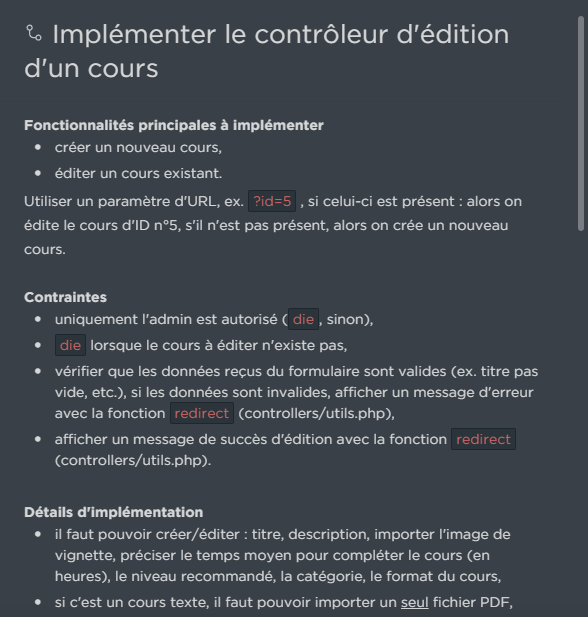 Implémenter le contrôleur d'édition
d'un cours
Fonctionnalités principales à implémenter
• créer un nouveau cours,
• éditer un cours existant.
Utiliser un paramètre d'URL, ex. ?id=5 , si celui-ci est présent : alors on
édite le cours d'ID n°5, s'il n'est pas présent, alors on crée un nouveau
cours.
Contraintes
• uniquement l'admin est autorisé ( die , sinon),
• die lorsque le cours à éditer n'existe pas,
• vérifier que les données reçus du formulaire sont valides (ex. titre pas
vide, etc.), si les données sont invalides, afficher un message d'erreur
avec la fonction redirect (controllers/utils.php),
• afficher un message de succès d'édition avec la fonction redirect
(controllers/utils.php).
Détails d'implémentation
• il faut pouvoir créer/éditer : titre, description, importer l'image de
vignette, préciser le temps moyen pour compléter le cours (en
heures), le niveau recommandé, la catégorie, le format du cours,
• si c'est un cours texte, il faut pouvoir importer un seul fichier PDF,